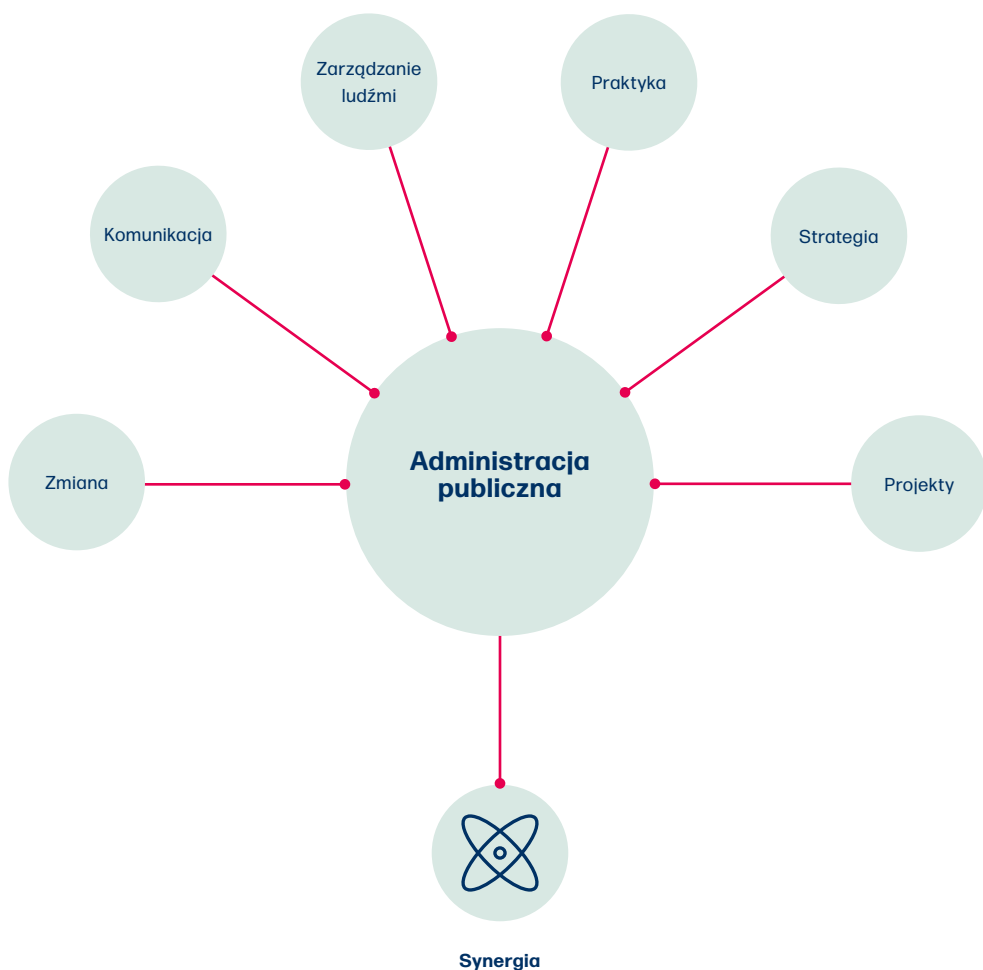 Zarządzanie
ludźmi
Praktyka
Komunikacja
Strategia
Administracja
publiczna
Zmiana
Projekty
Synergia